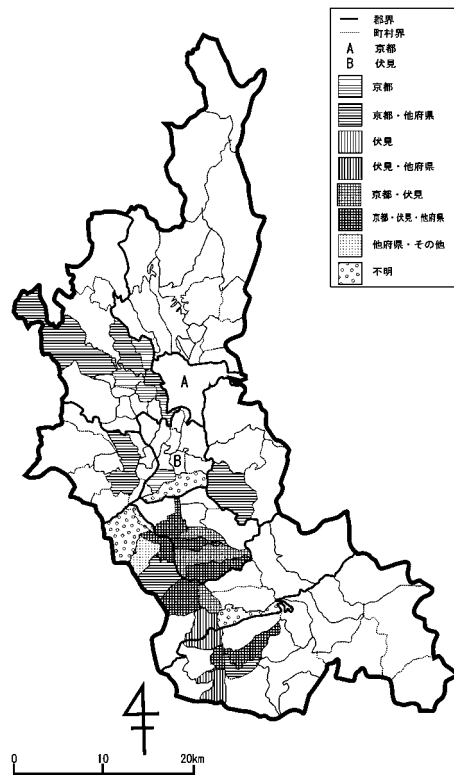 郡界
町村界
A 京都
B 伏見
京都
京都・他府県
伏見
伏見・他府県
京都・伏見
京都・伏見・他府県
他府県・その他
不明
A
B
0 10 20km